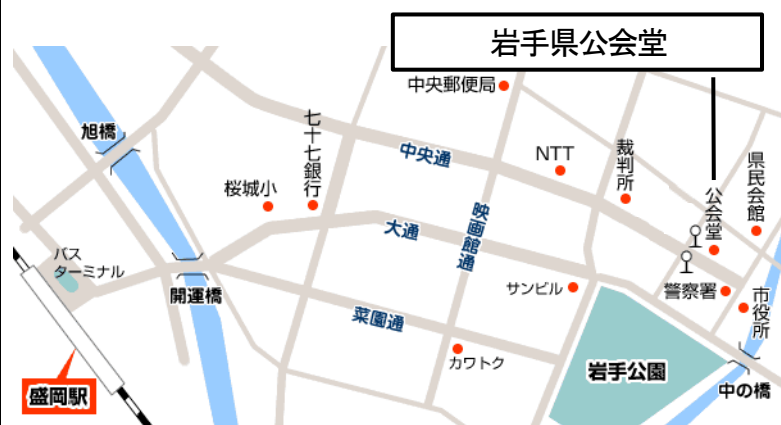 岩手県公会堂
中央郵便局
旭橋
七十七銀行
中央通
NTT
裁判所
県民会館
桜城小
公会堂
映画館通
大通
バス
ターミナル
開運橋
サンビル
警察署
市役所
菜園通
カワトク
岩手公園
盛岡駅
中の橋